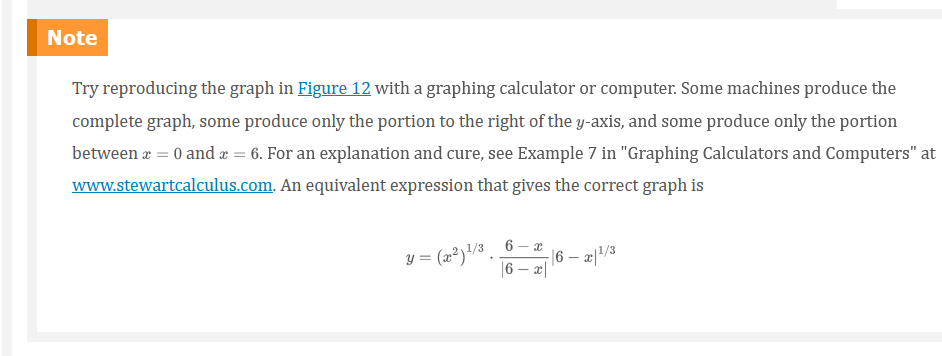 Note
Try reproducing the graph in Figure 12 with a graphing calculator or computer. Some machines produce the
complete graph, some produce only the portion to the right of the y-axis, and some produce only the portion
between x = 0 and x = 6. For an explanation and cure, see Example 7 in "Graphing Calculators and Computers" at
www.stewartcalculus.com. An equivalent expression that gives the correct graph is
y = (x²)^{1/3} · \frac{6 − x}{|6 − x|} |6 − x|^{1/3}